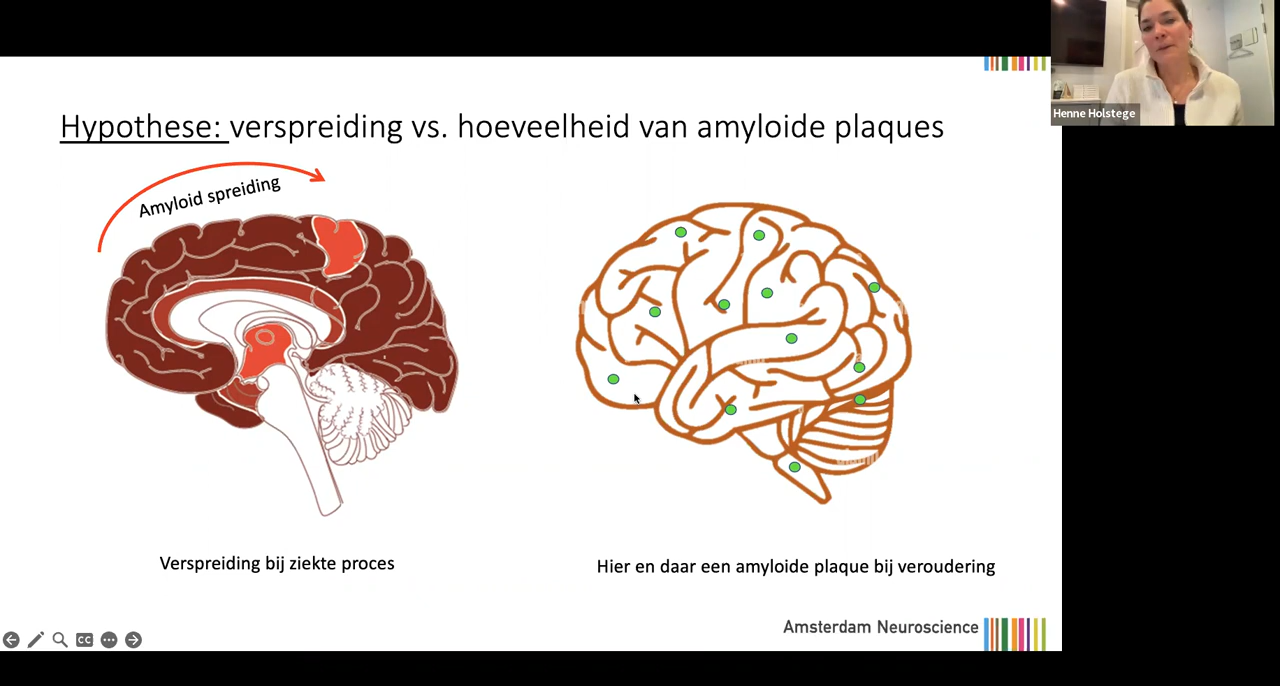 Henne Holstege
Hypothese: verspreiding vs. hoeveelheid van amyloide plaques
Amyloid spreiding
Verspreiding bij ziekte proces
Hier en daar een amyloide plaque bij veroudering
CC
Amsterdam Neuroscience